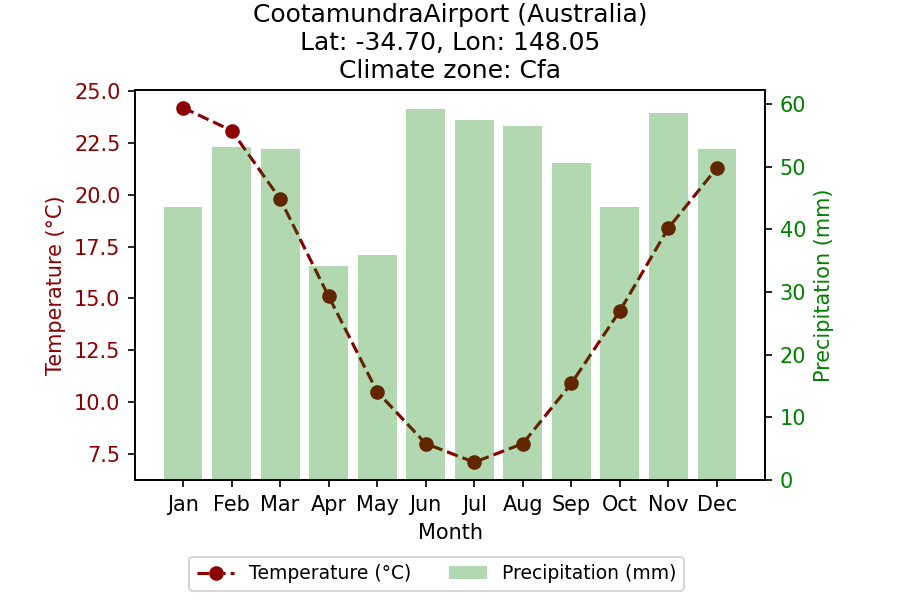 CootamundraAirport (Australia)
Lat: -34.70, Lon: 148.05
Climate zone: Cfa
Temperature (°C)
25.0
22.5
20.0
17.5
15.0
12.5
10.0
7.5
60
50
40
30
20
10
0
Precipitation (mm)
Jan Feb Mar Apr May Jun Jul Aug Sep Oct Nov Dec
Month
Temperature (°C) Precipitation (mm)